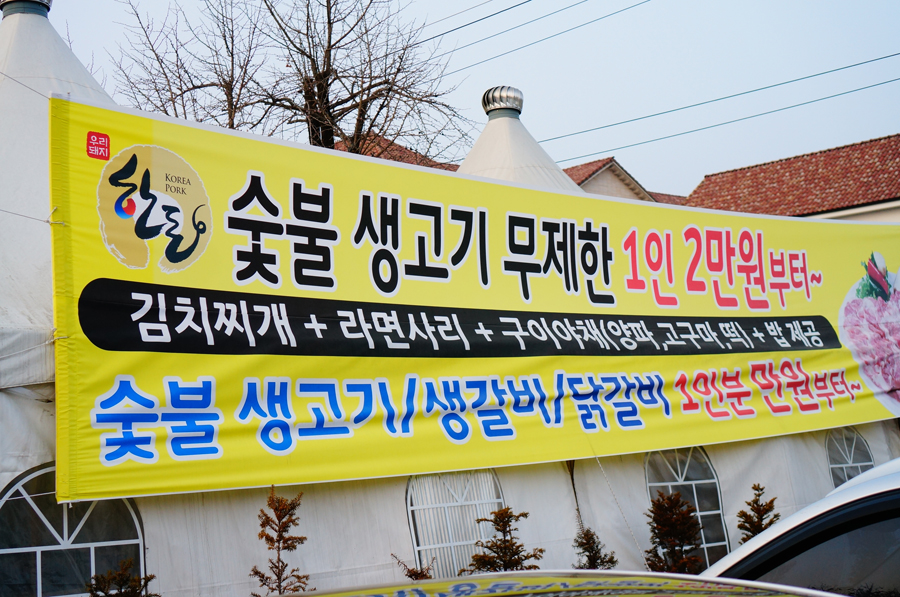 우리
돼지
KOREA
PORK
한돈
숯불 생고기 무제한 1인 2만원부터~
김치찌개 + 라면사리 + 구이야채(양파,고구마,떡) + 밥 제공
숯불 생고기/생갈비/닭갈비 1인분 만원부터~